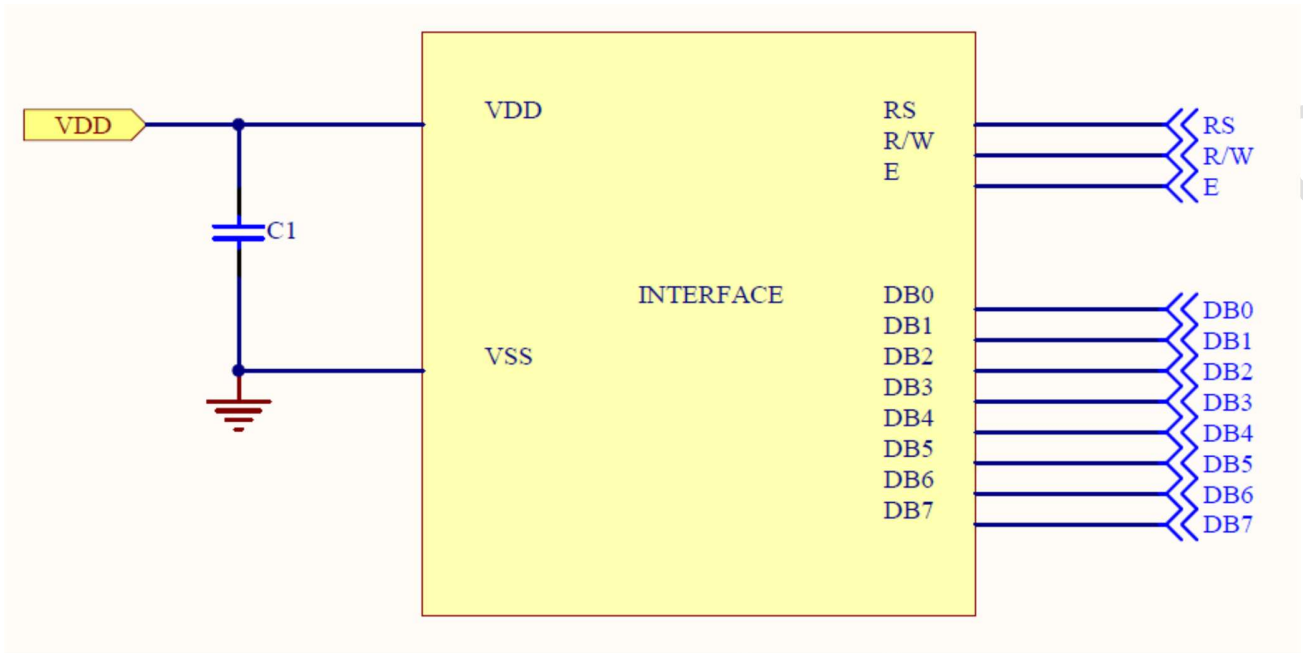 VDD
C1
VDD
VSS
INTERFACE
RS
R/W
E
DB0
DB1
DB2
DB3
DB4
DB5
DB6
DB7
RS
R/W
E
DB0
DB1
DB2
DB3
DB4
DB5
DB6
DB7